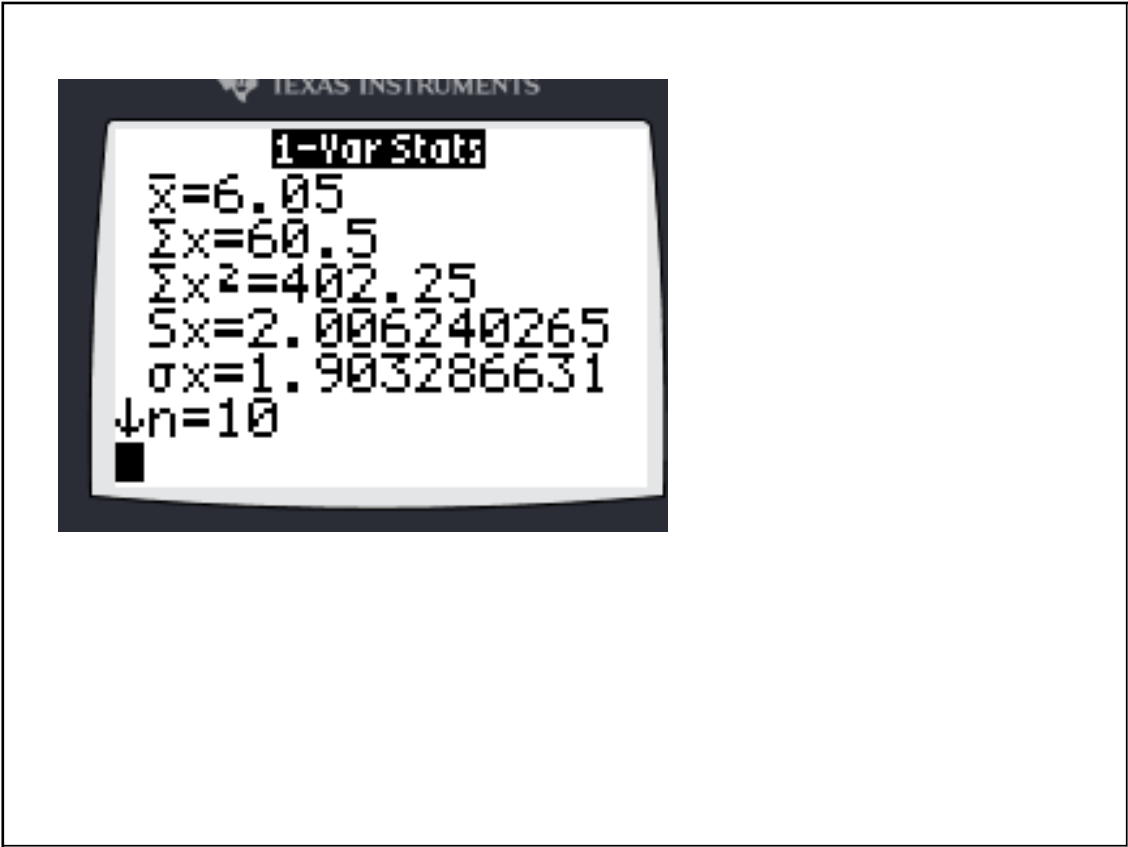 TEXAS INSTRUMENTS
1-Var Stats
x̄=6.05
Σx=60.5
Σx²=402.25
Sx=2.006240265
σx=1.903286631
↓n=10